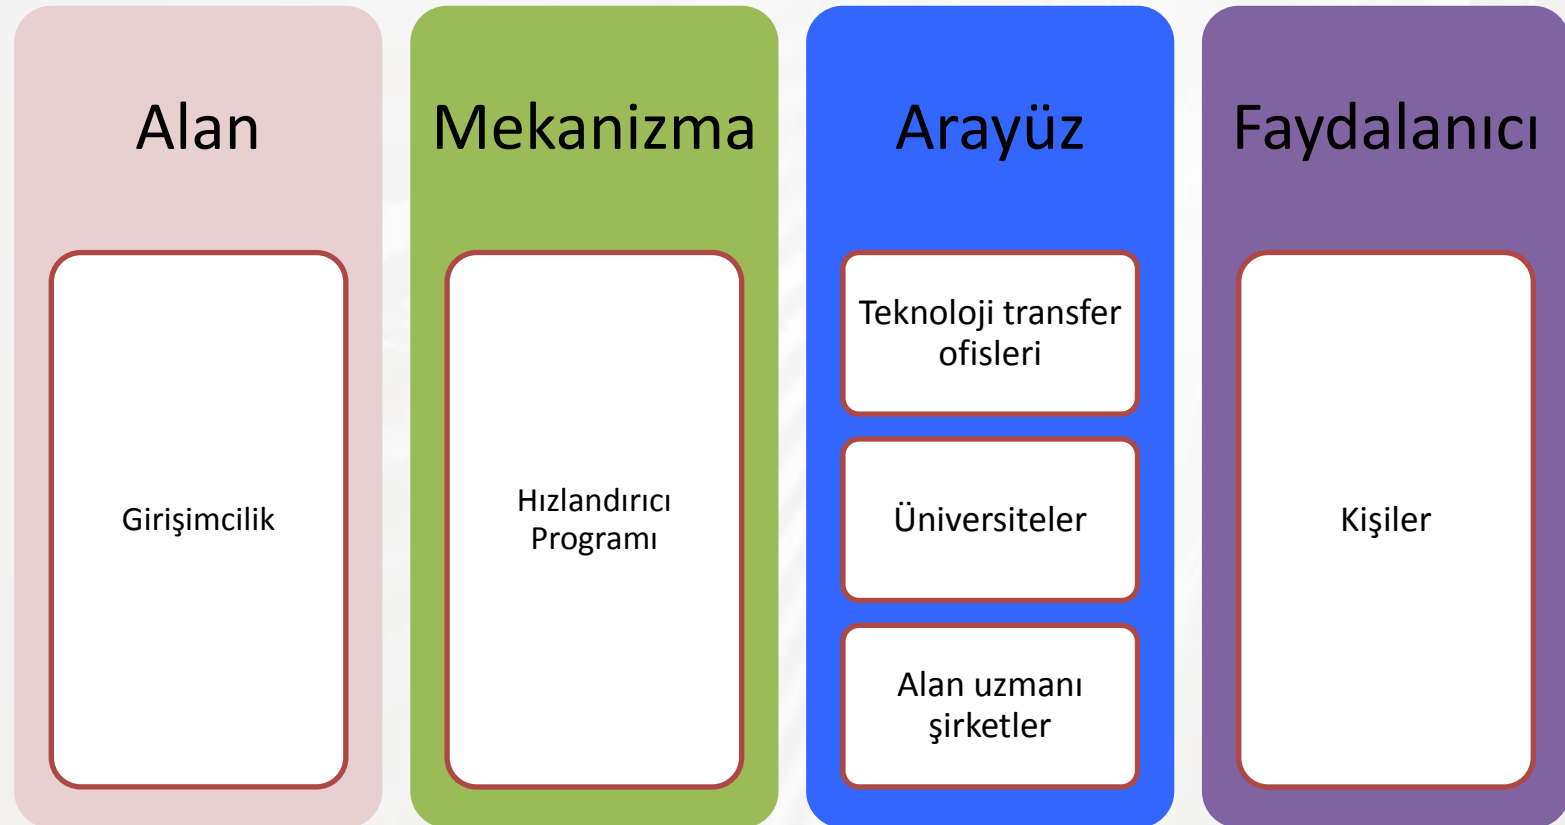 Alan
Girişimcilik
Mekanizma
Hızlandırıcı
Programı
Arayüz
Teknoloji transfer
ofisleri
Üniversiteler
Alan uzmanı
şirketler
Faydalanıcı
Kişiler